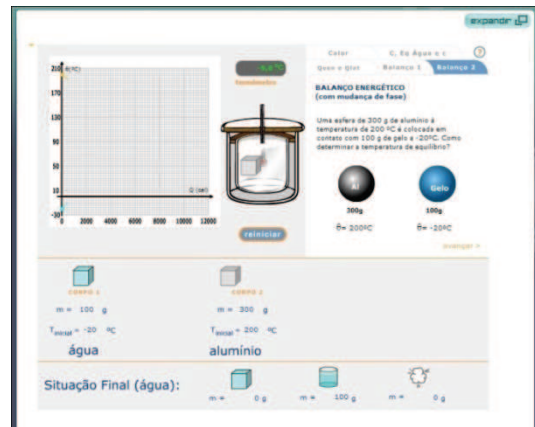 expandir
Calor C, Eq Água e c ?
Quen e Qlat Balanço 1 Balanço 2
210 θ(ºC)
170
130
90
50
10
-30
0 2000 4000 6000 8000 10000 12000
Q (cal)
termômetro
reiniciar
BALANÇO ENERGÉTICO
(com mudança de fase)
Uma esfera de 300 g de alumínio à
temperatura de 200 ºC é colocada em
contato com 100 g de gelo a -20ºC. Como
determinar a temperatura de equilíbrio?
Al Gelo
300g 100g
θ= 200ºC θ= -20ºC
avançar >
CORPO 1 CORPO 2
m = 100 g m = 300 g
Tinicial = -20 ºC Tinicial = 200 ºC
água alumínio
Situação Final (água):
m = 0 g m = 100 g m = 0 g